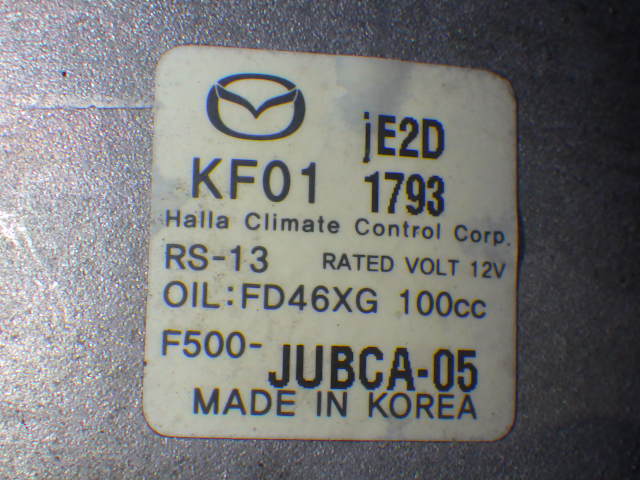 jE2D
KF01 1793
Halla Climate Control Corp.
RS-13 RATED VOLT 12V
OIL:FD46XG 100cc
F500-JUBCA-05
MADE IN KOREA